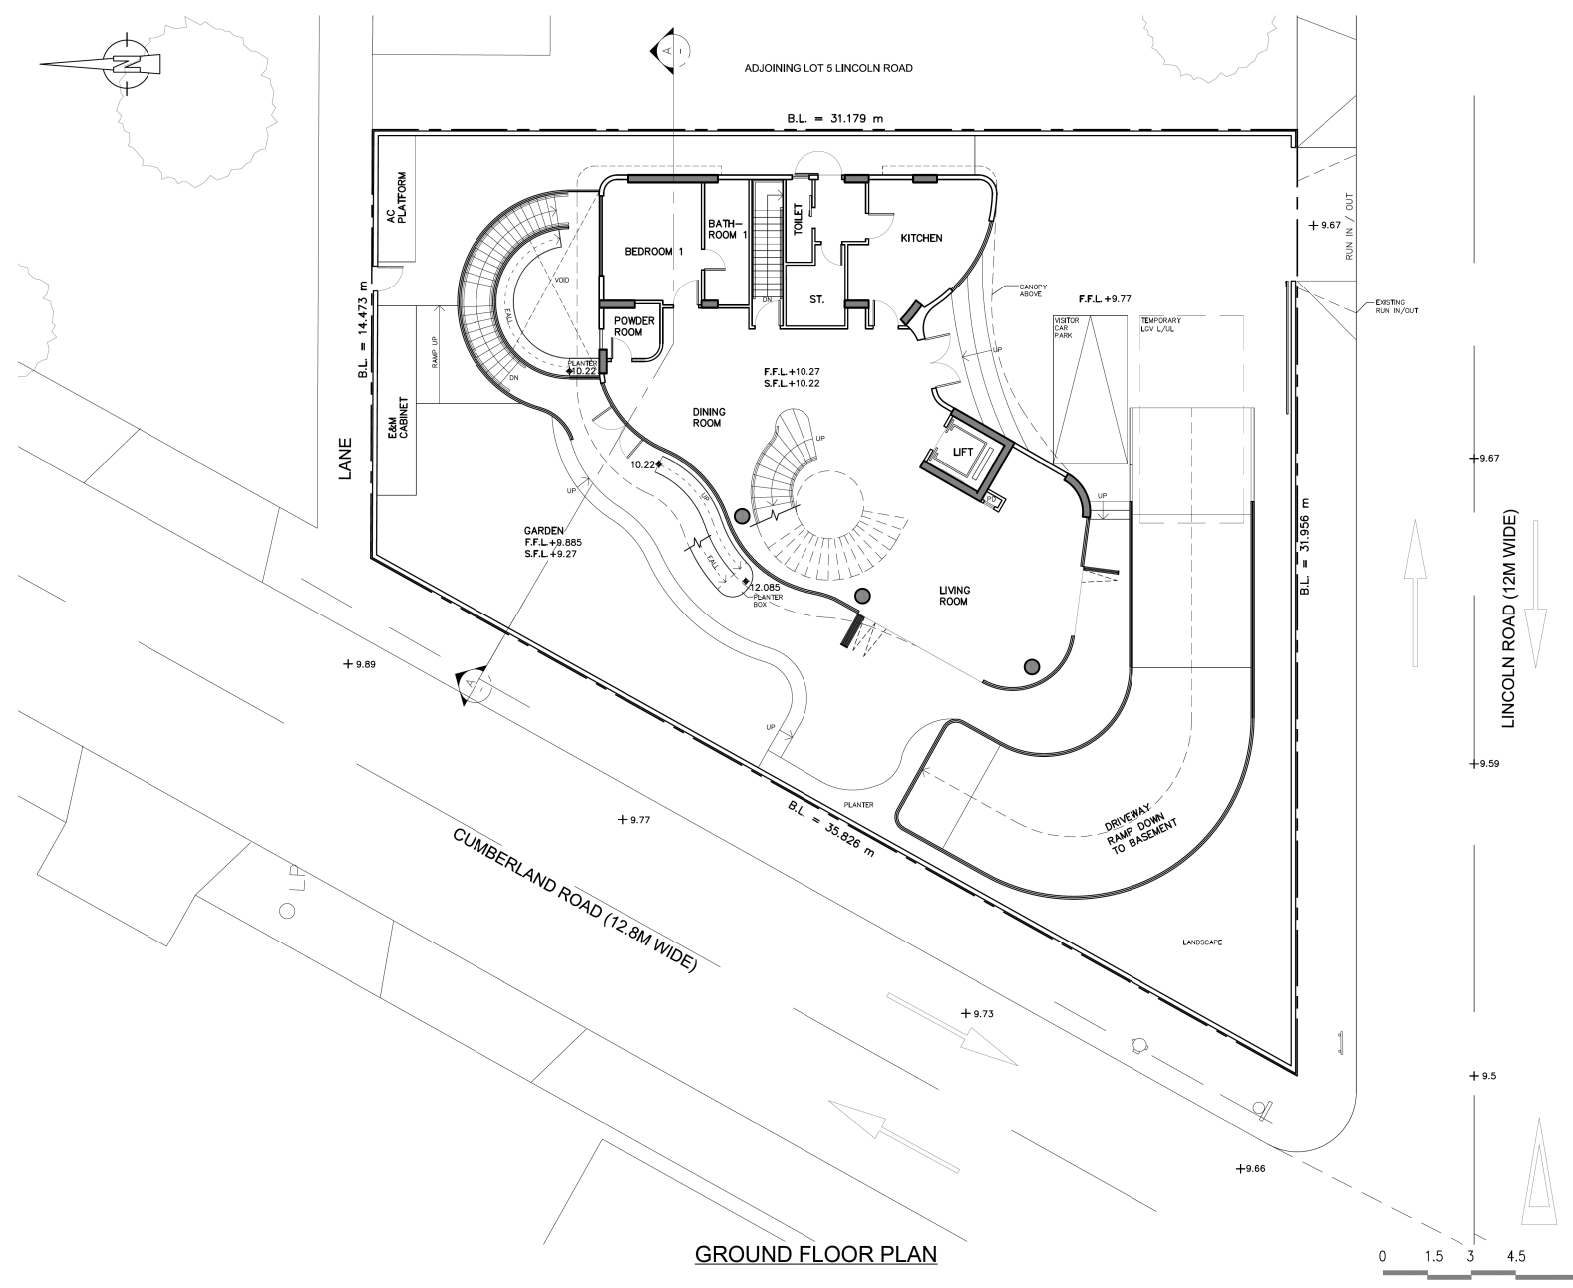 N
A
ADJOINING LOT 5 LINCOLN ROAD
B.L. = 31.179 m
AC
PLATFORM
BEDROOM 1
BATH-
ROOM 1
TOILET
KITCHEN
ST.
DN
VOID
FALL
RAMP UP
DN
POWDER
ROOM
PLANTER
10.22
CANOPY
ABOVE
F.F.L. +9.77
VISITOR
CAR
PARK
TEMPORARY
LGV L/UL
UP
9.67
RUN IN / OUT
EXISTING
RUN IN/OUT
B.L. = 14.473 m
LANE
E&M
CABINET
F.F.L.+10.27
S.F.L.+10.22
DINING
ROOM
UP
LIFT
PD
UP
10.22
UP
UP
FALL
GARDEN
F.F.L.+9.885
S.F.L.+9.27
12.085
PLANTER
BOX
LIVING
ROOM
9.67
B.L. = 31.956 m
LINCOLN ROAD (12M WIDE)
9.89
A
UP
9.59
9.77
B.L. = 35.826 m
PLANTER
DRIVEWAY
RAMP DOWN
TO BASEMENT
CUMBERLAND ROAD (12.8M WIDE)
LP
LANDSCAPE
9.73
9.5
9.66
GROUND FLOOR PLAN
0 1.5 3 4.5